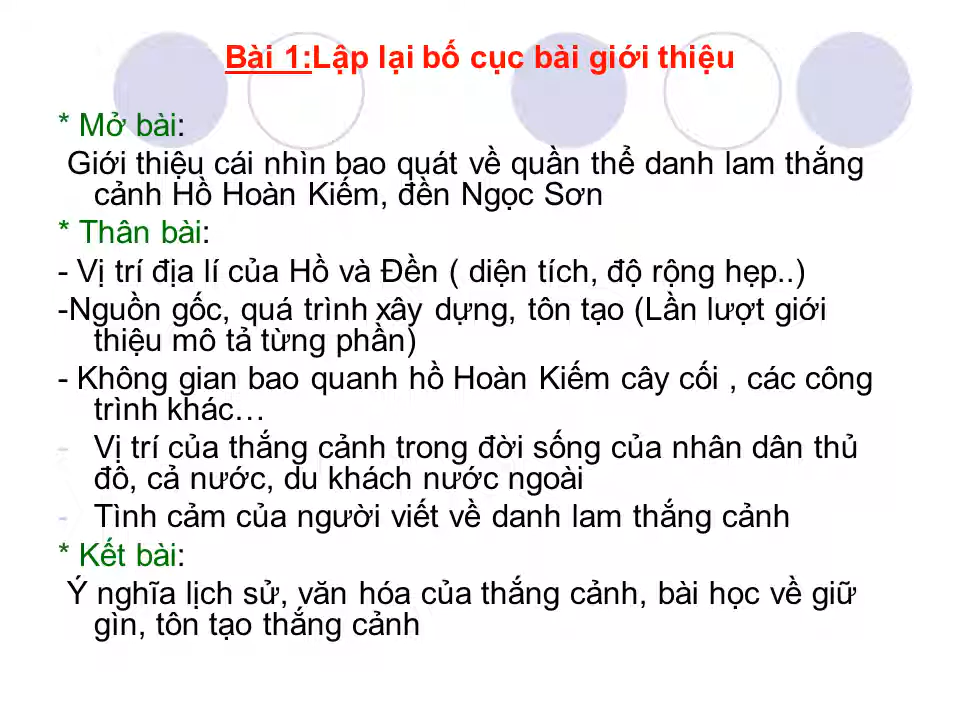 Bài 1:Lập lại bố cục bài giới thiệu
* Mở bài:
Giới thiệu cái nhìn bao quát về quần thể danh lam thắng
cảnh Hồ Hoàn Kiếm, đền Ngọc Sơn
* Thân bài:
- Vị trí địa lí của Hồ và Đền ( diện tích, độ rộng hẹp..)
-Nguồn gốc, quá trình xây dựng, tôn tạo (Lần lượt giới
thiệu mô tả từng phần)
- Không gian bao quanh hồ Hoàn Kiếm cây cối , các công
trình khác…
- Vị trí của thắng cảnh trong đời sống của nhân dân thủ
đô, cả nước, du khách nước ngoài
- Tình cảm của người viết về danh lam thắng cảnh
* Kết bài:
Ý nghĩa lịch sử, văn hóa của thắng cảnh, bài học về giữ
gìn, tôn tạo thắng cảnh